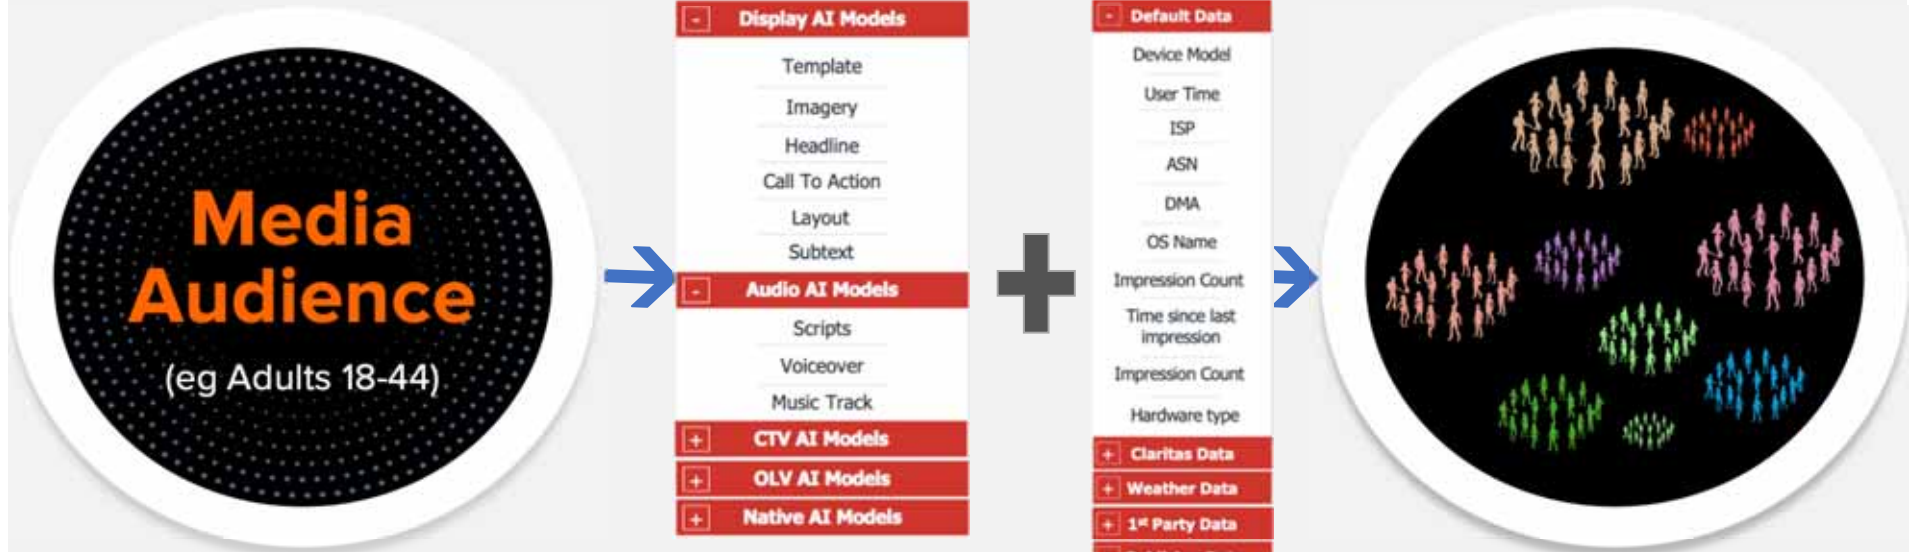 Media
Audience
(eg Adults 18-44)
- Display AI Models
Template
Imagery
Headline
Call To Action
Layout
Subtext
- Audio AI Models
Scripts
Voiceover
Music Track
+ CTV AI Models
+ OLV AI Models
+ Native AI Models
- Default Data
Device Model
User Time
ISP
ASN
DMA
OS Name
Impression Count
Time since last
impression
Impression Count
Hardware type
+ Claritas Data
+ Weather Data
+ 1st Party Data